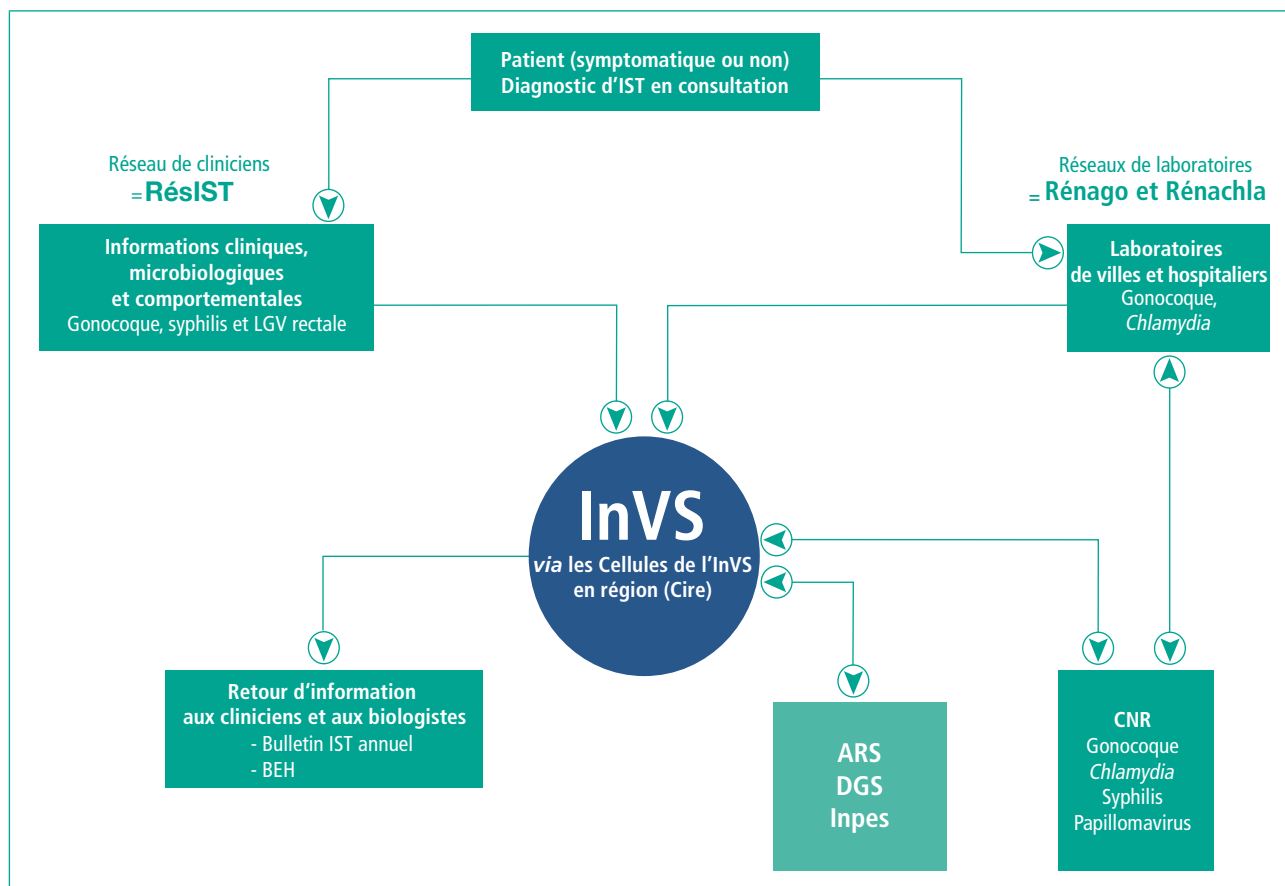 Patient (symptomatique ou non)
Diagnostic d’IST en consultation
Réseau de cliniciens
= RésIST
Réseaux de laboratoires
= Rénago et Rénachla
Informations cliniques,
microbiologiques
et comportementales
Gonocoque, syphilis et LGV rectale
Laboratoires
de villes et hospitaliers
Gonocoque,
Chlamydia
InVS
via les Cellules de l’InVS
en région (Cire)
Retour d’information
aux cliniciens et aux biologistes
- Bulletin IST annuel
- BEH
ARS
DGS
Inpes
CNR
Gonocoque
Chlamydia
Syphilis
Papillomavirus